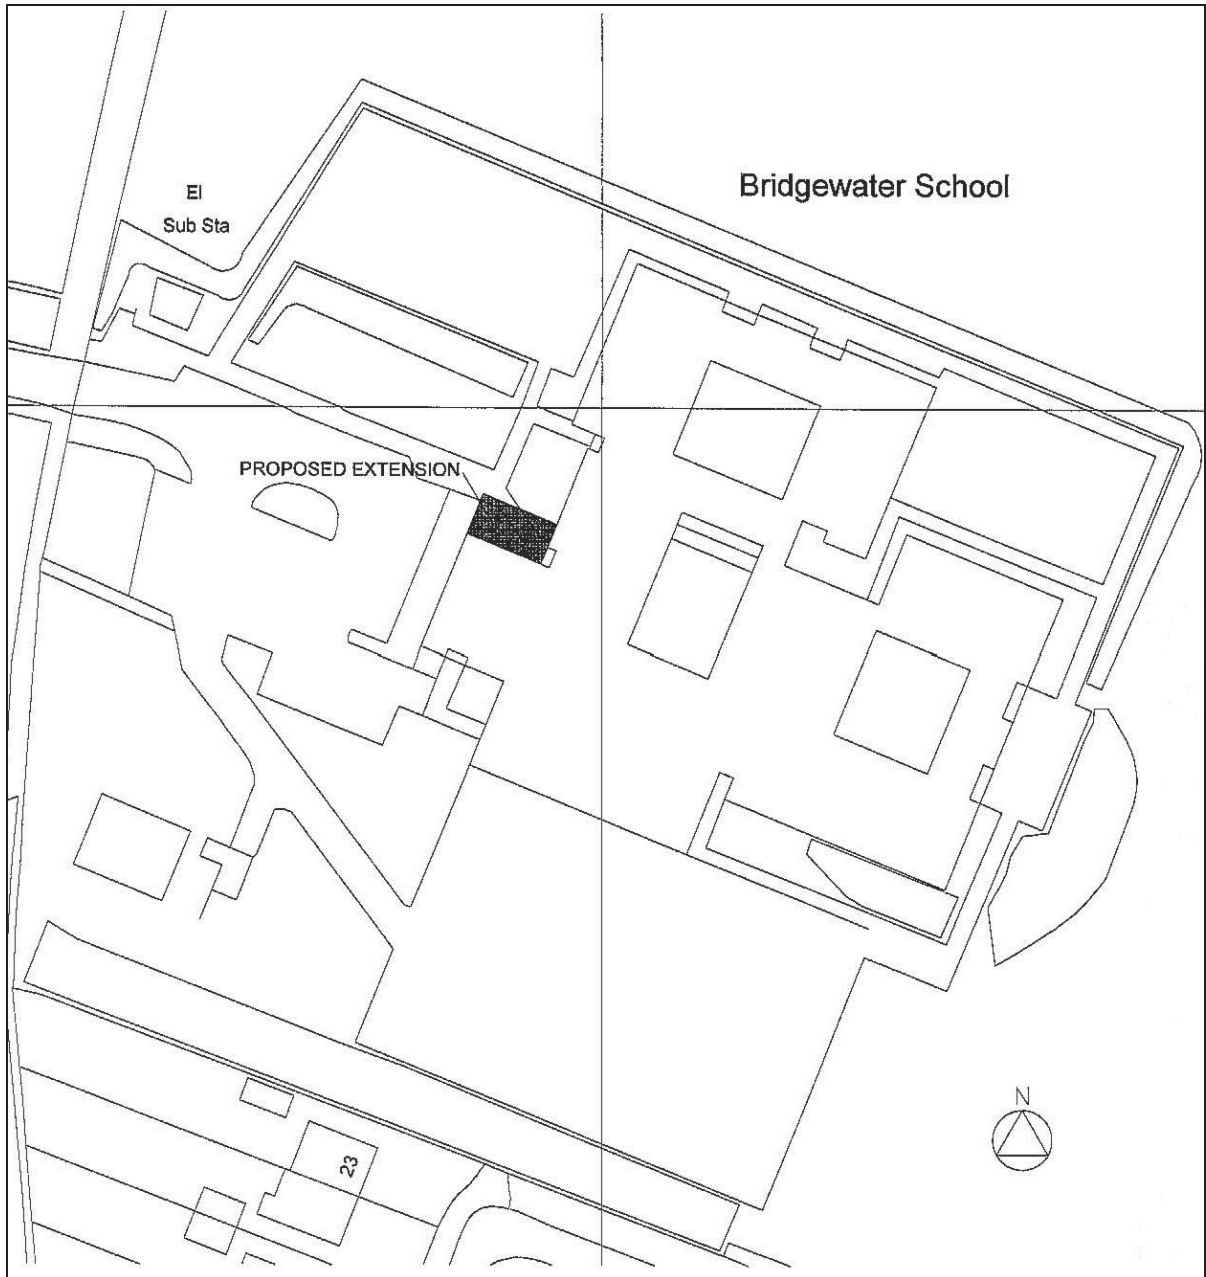 Bridgewater School
El
Sub Sta
PROPOSED EXTENSION
N
23